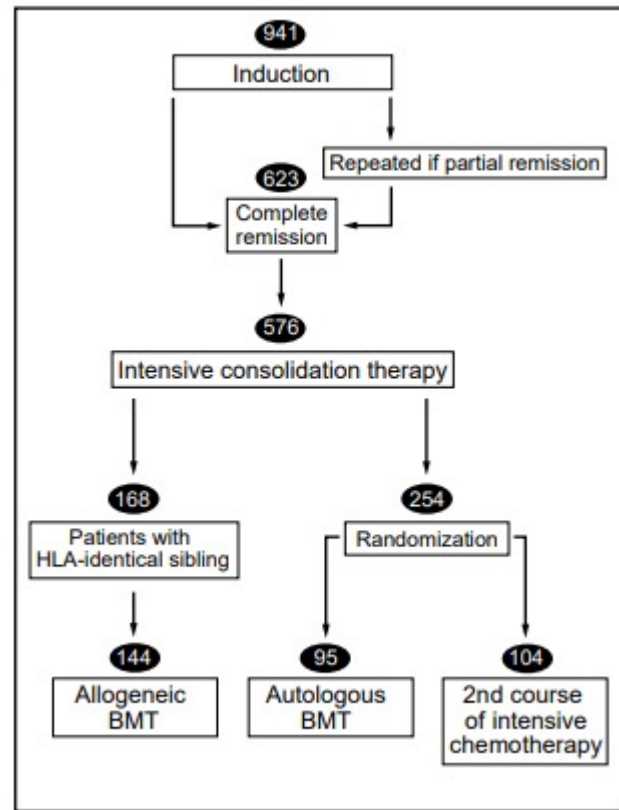 941
Induction
Repeated if partial remission
623
Complete
remission
576
Intensive consolidation therapy
168
254
Patients with
HLA-identical sibling
Randomization
144
95
104
Allogeneic
BMT
Autologous
BMT
2nd course
of intensive
chemotherapy